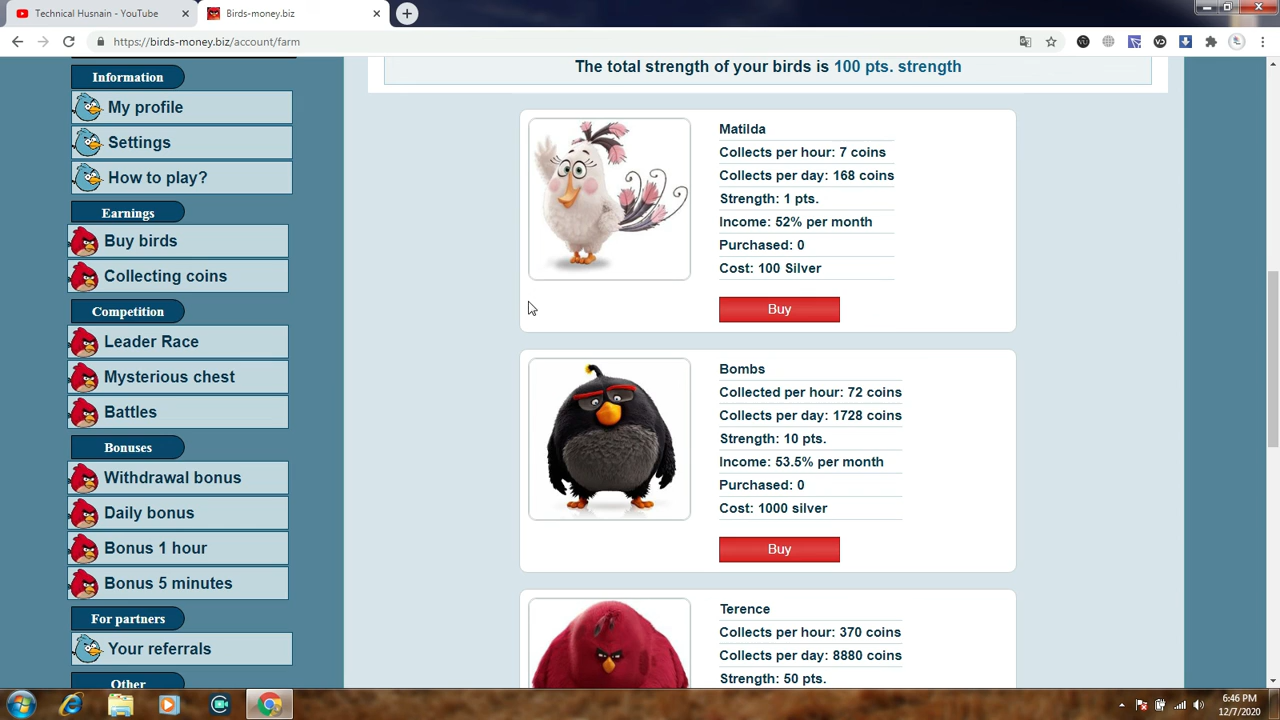 Technical Husnain - YouTube
Birds-money.biz
https://birds-money.biz/account/farm
Information
My profile
Settings
How to play?
Earnings
Buy birds
Collecting coins
Competition
Leader Race
Mysterious chest
Battles
Bonuses
Withdrawal bonus
Daily bonus
Bonus 1 hour
Bonus 5 minutes
For partners
Your referrals
Other
The total strength of your birds is 100 pts. strength
Matilda
Collects per hour: 7 coins
Collects per day: 168 coins
Strength: 1 pts.
Income: 52% per month
Purchased: 0
Cost: 100 Silver
Buy
Bombs
Collected per hour: 72 coins
Collects per day: 1728 coins
Strength: 10 pts.
Income: 53.5% per month
Purchased: 0
Cost: 1000 silver
Buy
Terence
Collects per hour: 370 coins
Collects per day: 8880 coins
Strength: 50 pts.
6:46 PM
12/7/2020